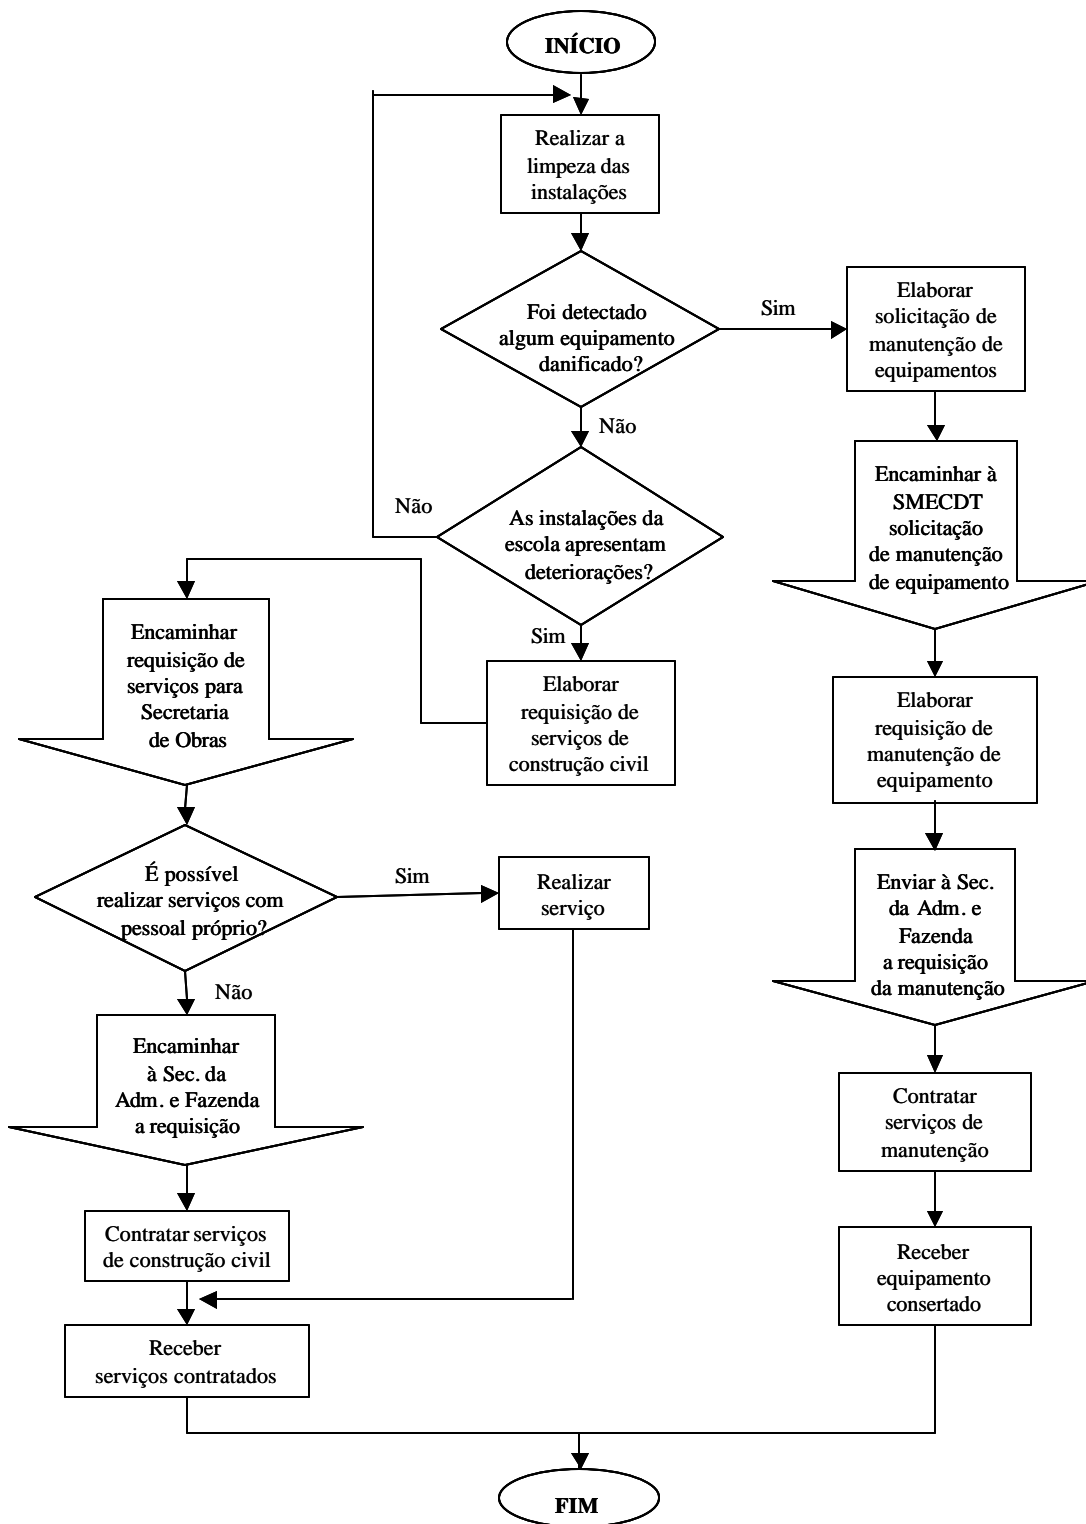 INÍCIO
Realizar a
limpeza das
instalações
Foi detectado
algum equipamento
danificado?
Sim
Elaborar
solicitação de
manutenção de
equipamentos
Não
Encaminhar à
SMECDT
solicitação
de manutenção
de equipamento
As instalações da
escola apresentam
deteriorações?
Não
Sim
Elaborar
requisição de
serviços de
construção civil
Encaminhar
requisição de
serviços para
Secretaria
de Obras
Elaborar
requisição de
manutenção de
equipamento
É possível
realizar serviços com
pessoal próprio?
Sim
Realizar
serviço
Enviar à Sec.
da Adm. e
Fazenda
a requisição
da manutenção
Não
Encaminhar
à Sec. da
Adm. e Fazenda
a requisição
Contratar
serviços de
manutenção
Contratar serviços
de construção civil
Receber
equipamento
consertado
Receber
serviços contratados
FIM